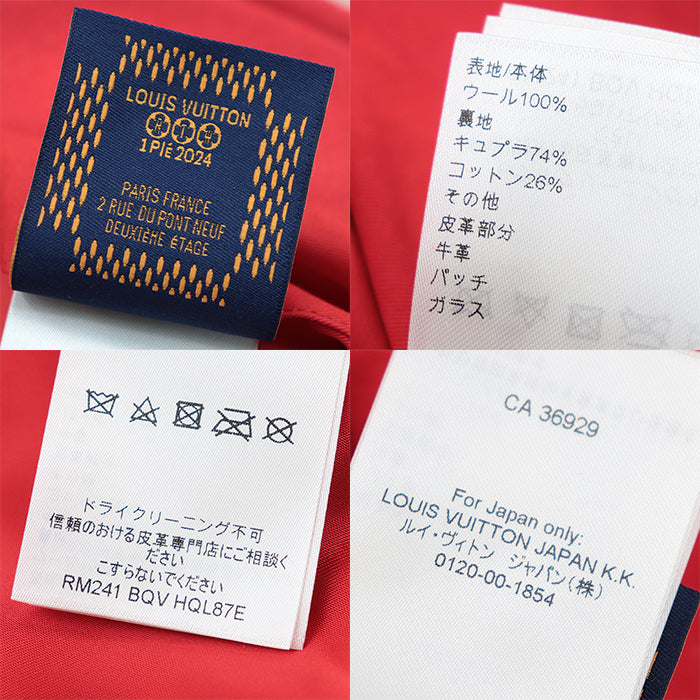 LOUIS VUITTON
1 PIÉ 2024
PARIS FRANCE
2 RUE DU PONT NEUF
DEUXIÈME ÉTAGE
表地/本体
ウール100%
裏地
キュプラ74%
コットン26%
その他
皮革部分
牛革
パッチ
ガラス
ドライクリーニング不可
信頼のおける皮革専門店にご相談く
ださい
こすらないでください
RM241 BQV HQL87E
CA 36929
For Japan only:
LOUIS VUITTON JAPAN K.K.
ルイ・ヴィトン ジャパン(株)
0120-00-1854